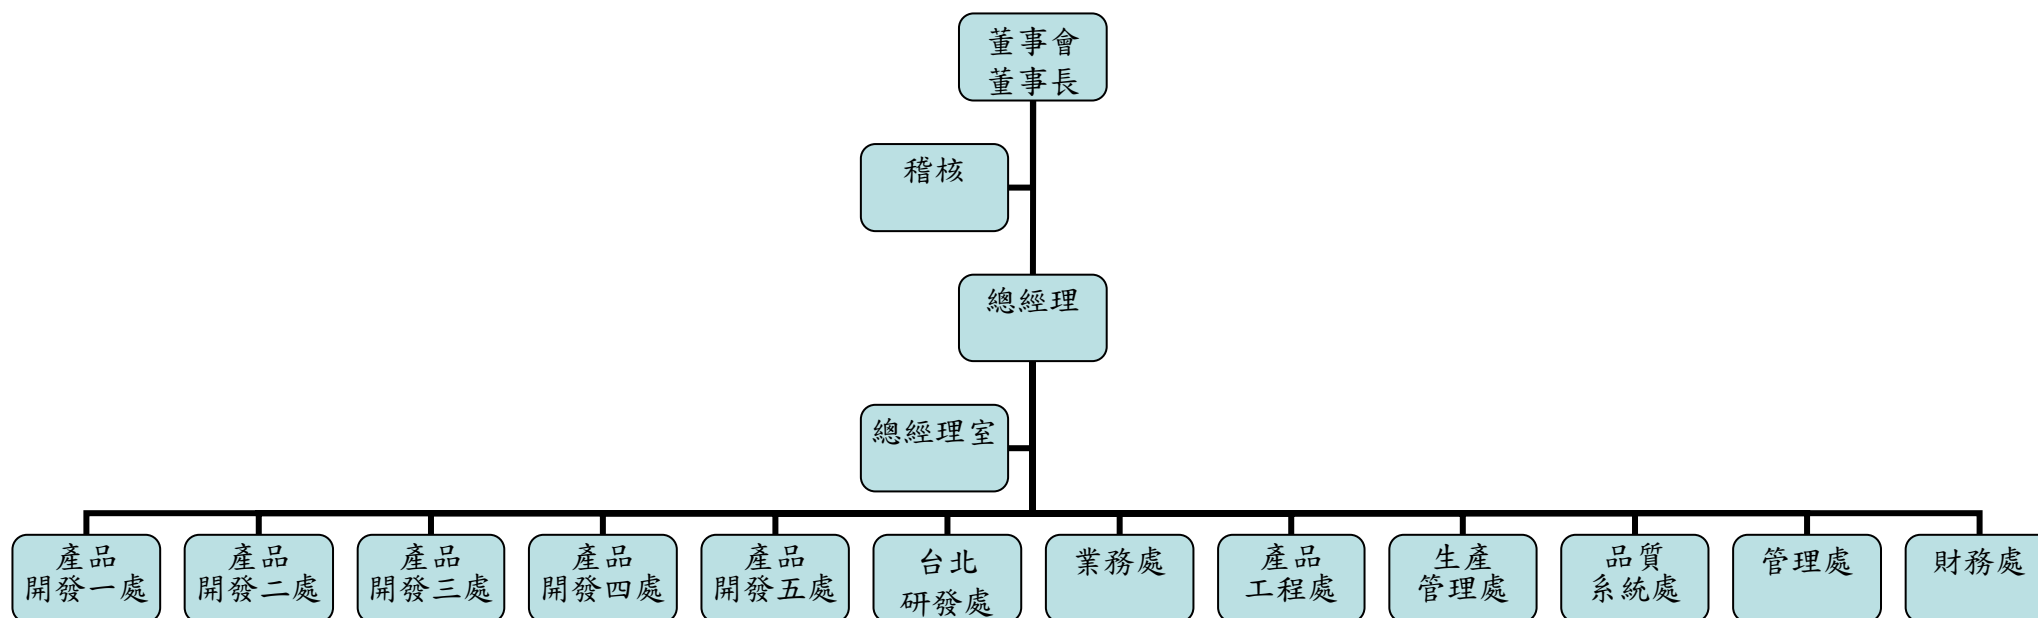 董事會
董事長
稽核
總經理
總經理室
產品
開發一處
產品
開發二處
產品
開發三處
產品
開發四處
產品
開發五處
台北
研發處
業務處
產品
工程處
生產
管理處
品質
系統處
管理處
財務處